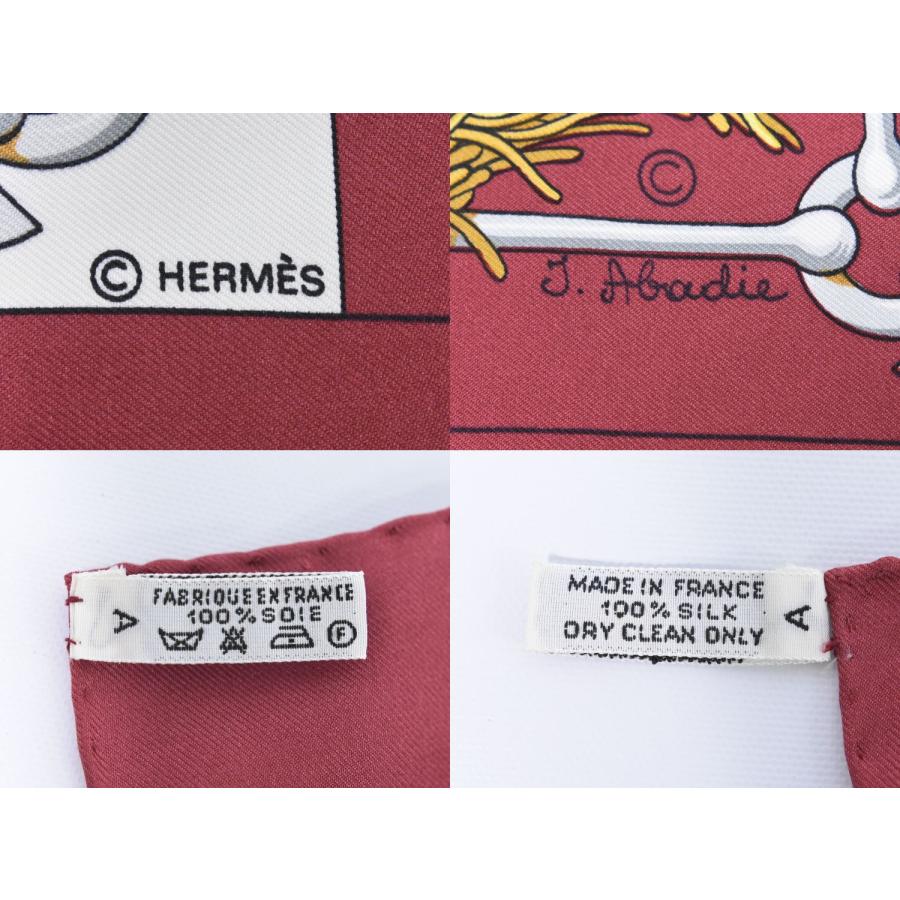 © HERMÈS
©
J. Abadie
A
FABRIQUE EN FRANCE
100% SOIE
F
MADE IN FRANCE
100% SILK
DRY CLEAN ONLY
A